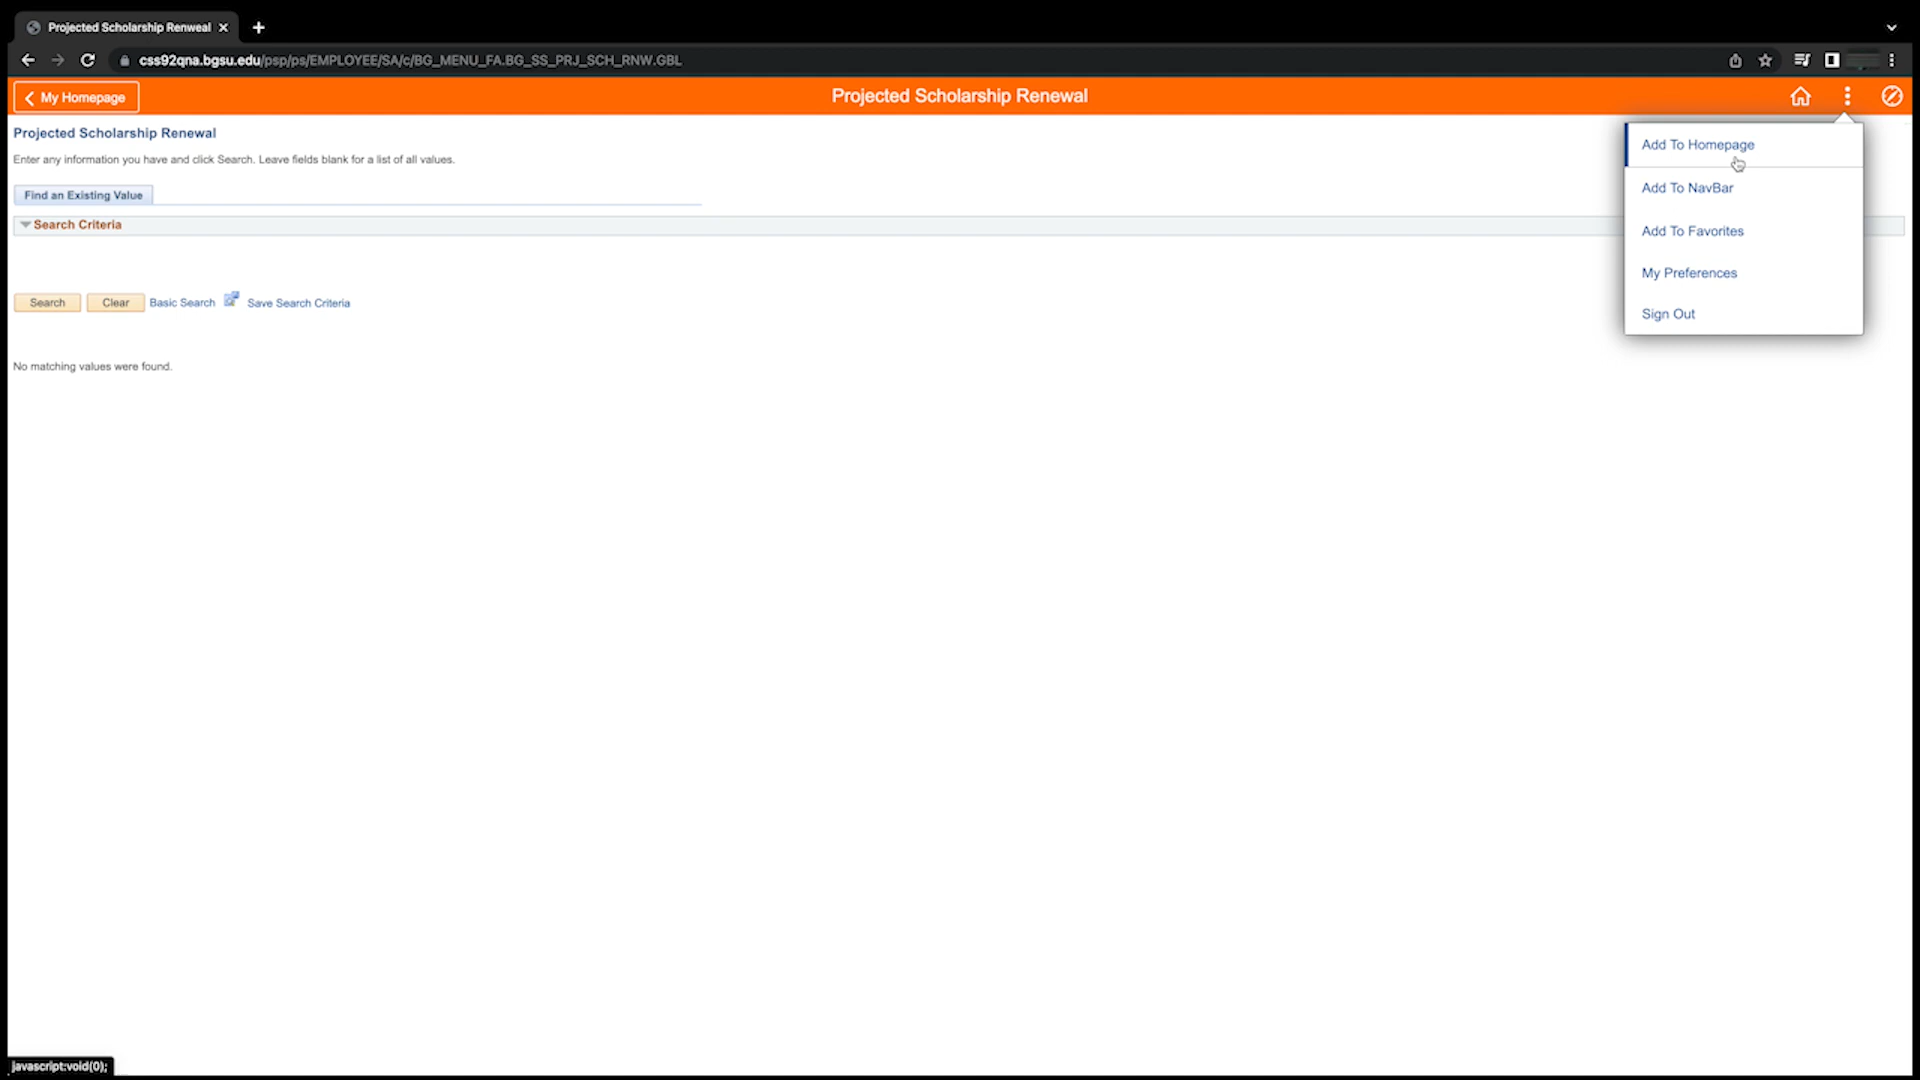 Projected Scholarship Renweal
css92qna.bgsu.edu/psp/ps/EMPLOYEE/SA/c/BG_MENU_FA.BG_SS_PRJ_SCH_RNW.GBL
My Homepage
Projected Scholarship Renewal
Projected Scholarship Renewal
Enter any information you have and click Search. Leave fields blank for a list of all values.
Find an Existing Value
Search Criteria
Search Clear Basic Search Save Search Criteria
No matching values were found.
Add To Homepage
Add To NavBar
Add To Favorites
My Preferences
Sign Out
javascript:void(0);